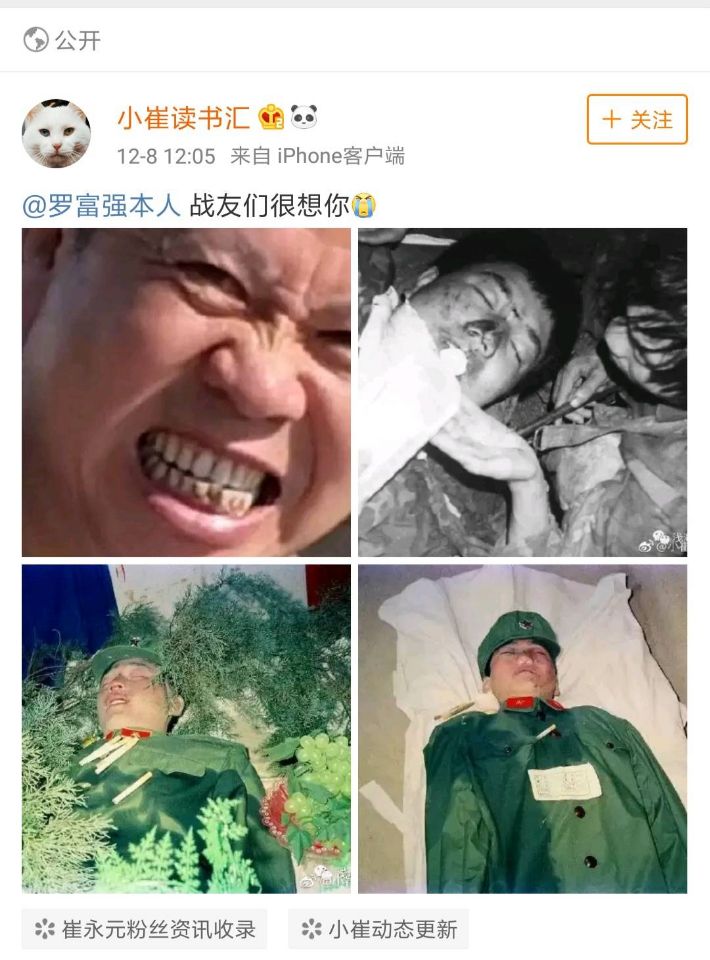 公开
小崔读书汇
+ 关注
12-8 12:05 来自 iPhone客户端
@罗富强本人 战友们很想你
崔永元粉丝资讯收录
小崔动态更新